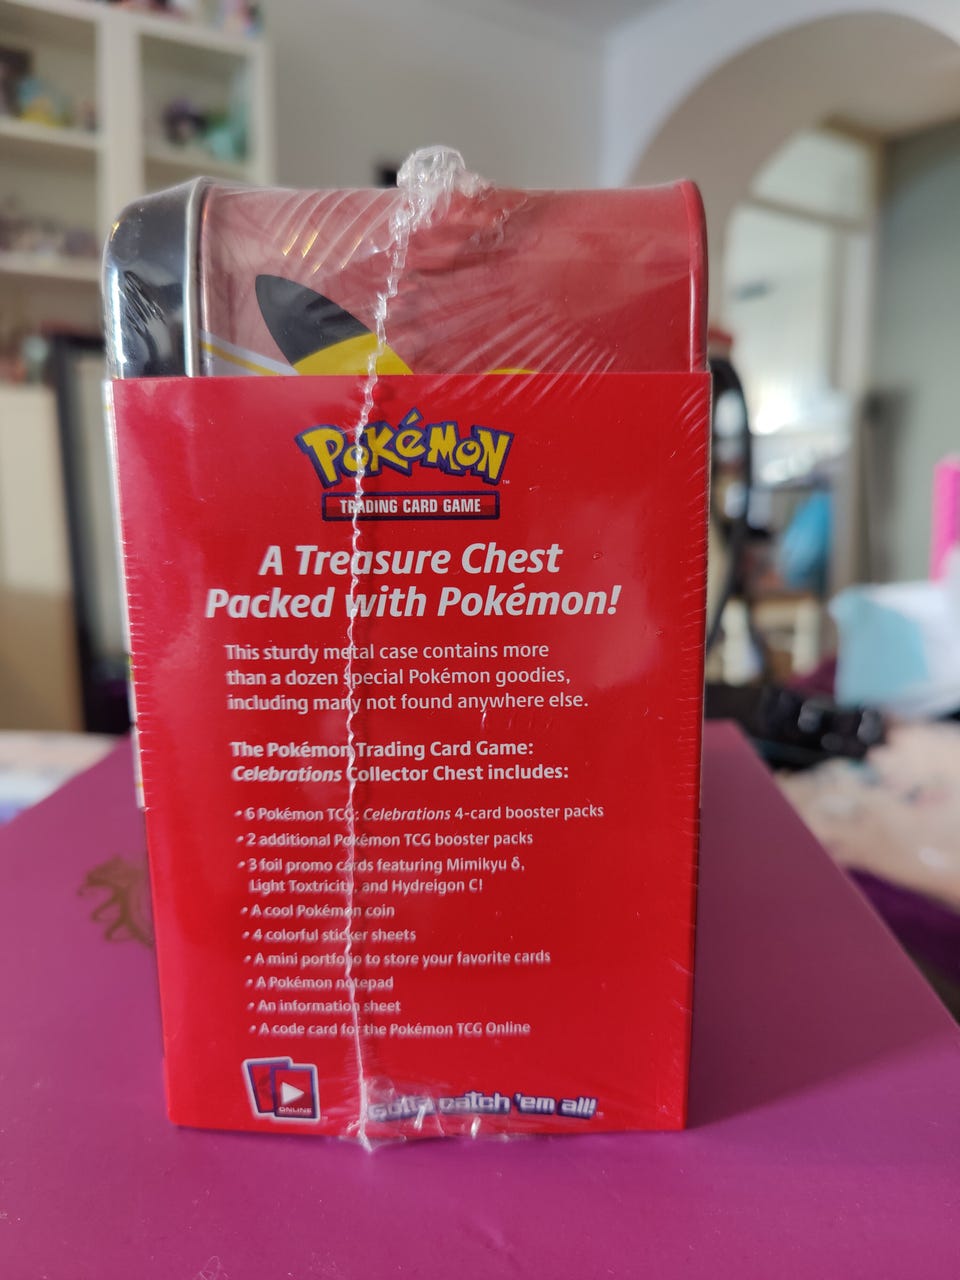 POKéMON™
TRADING CARD GAME
A Treasure Chest
Packed with Pokémon!
This sturdy metal case contains more
than a dozen special Pokémon goodies,
including many not found anywhere else.
The Pokémon Trading Card Game:
Celebrations Collector Chest includes:
• 6 Pokémon TCG: Celebrations 4-card booster packs
• 2 additional Pokémon TCG booster packs
• 3 foil promo cards featuring Mimikyu δ,
Light Toxtricity, and Hydreigon C!
• A cool Pokémon coin
• 4 colorful sticker sheets
• A mini portfolio to store your favorite cards
• A Pokémon notepad
• An information sheet
• A code card for the Pokémon TCG Online
ONLINE
Gotta catch 'em all!™